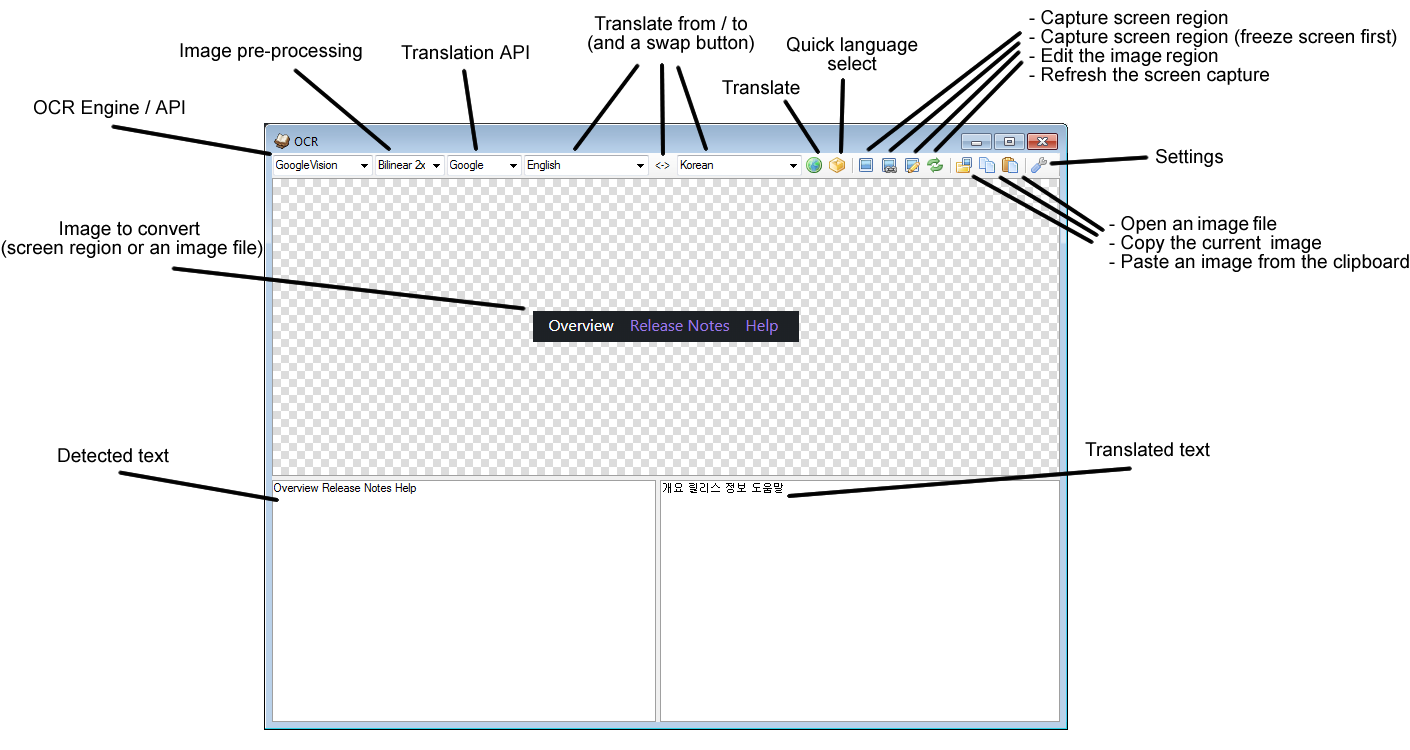 - Capture screen region
- Capture screen region (freeze screen first)
- Edit the image region
- Refresh the screen capture
Translate from / to
(and a swap button)
Quick language
select
Image pre-processing
Translation API
Translate
OCR Engine / API
OCR
GoogleVision
Bilinear 2x
Google
English
<->
Korean
Settings
Image to convert
(screen region or an image file)
- Open an image file
- Copy the current image
- Paste an image from the clipboard
Overview Release Notes Help
Detected text
Translated text
Overview Release Notes Help
개요 릴리스 정보 도움말